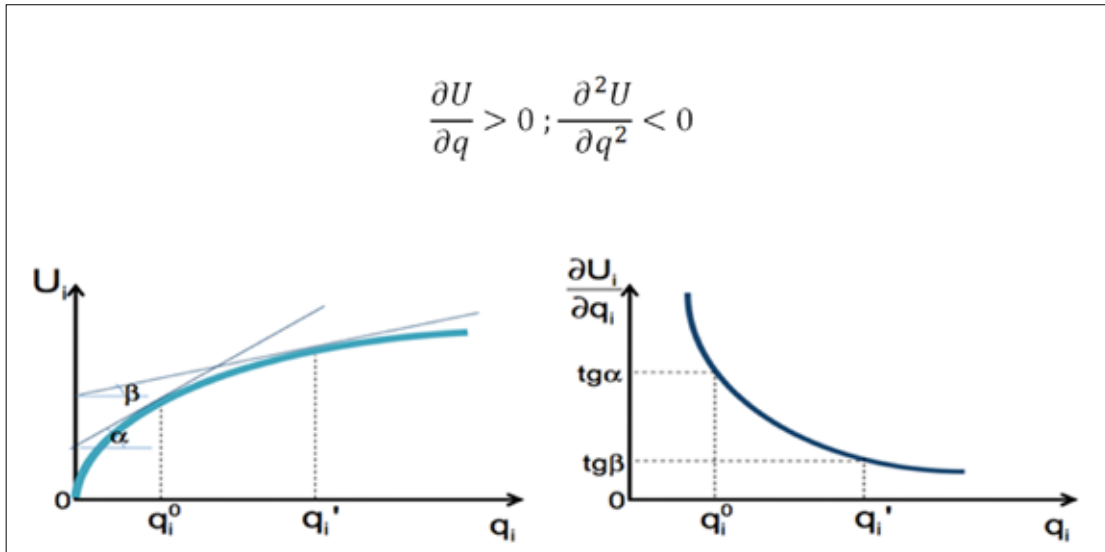 ∂U/∂q > 0 ; ∂²U/∂q² < 0
Uᵢ
β
α
0
qᵢ⁰
qᵢ'
qᵢ
∂Uᵢ/∂qᵢ
tgα
tgβ
0
qᵢ⁰
qᵢ'
qᵢ